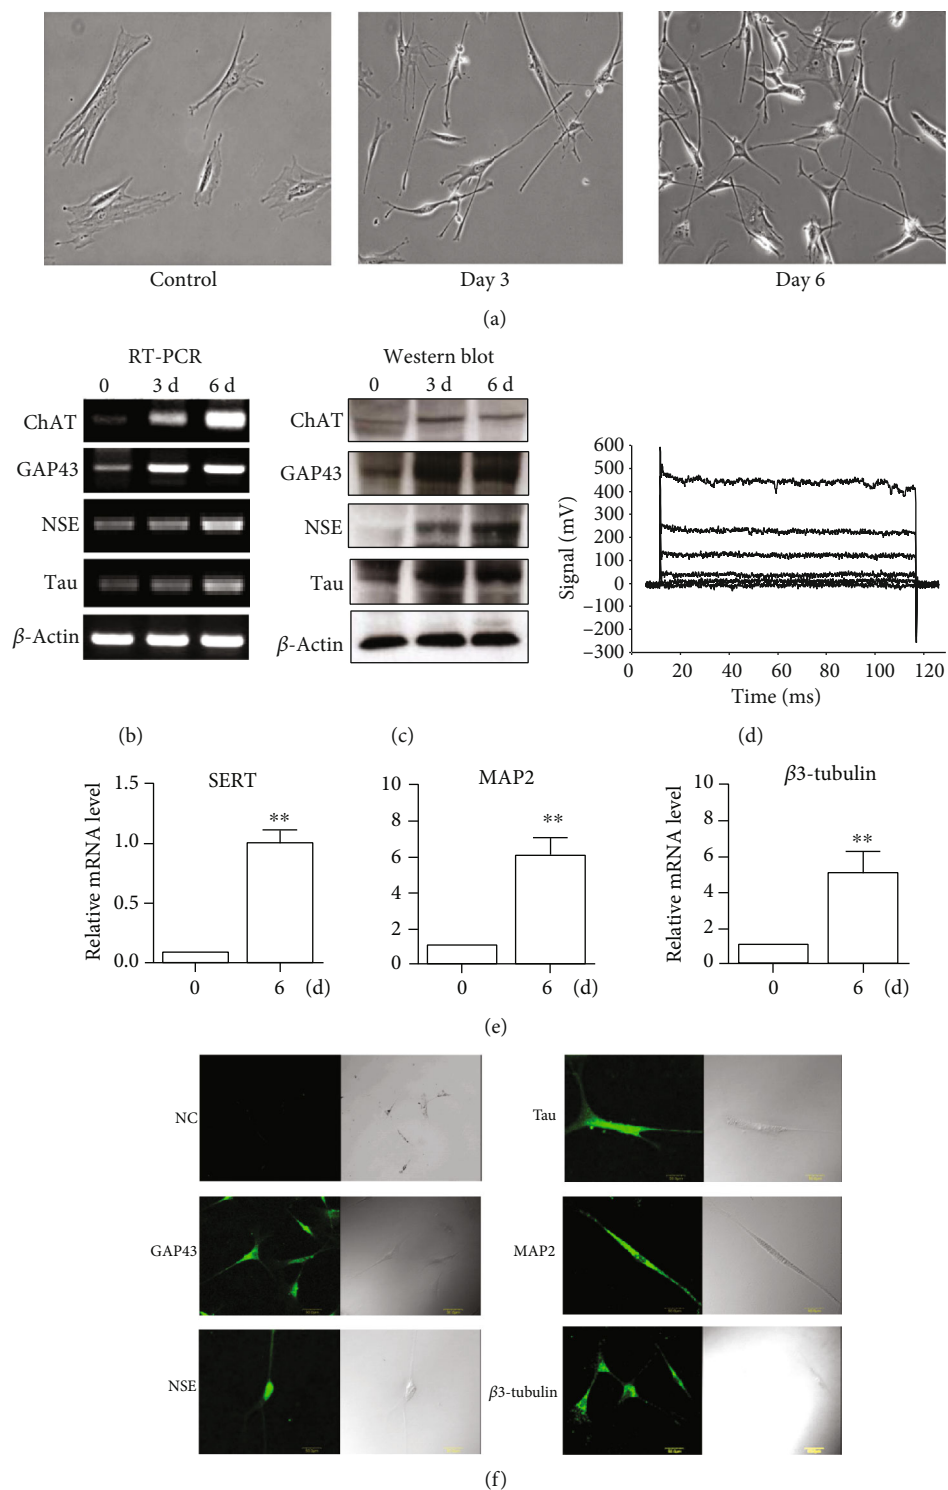 Control
Day 3
Day 6
(a)
RT-PCR
0 3 d 6 d
ChAT
GAP43
NSE
Tau
β-Actin
(b)
Western blot
0 3 d 6 d
ChAT
GAP43
NSE
Tau
β-Actin
(c)
Signal (mV)
600
500
400
300
200
100
0
−100
−200
−300
0 20 40 60 80 100 120
Time (ms)
(d)
SERT
Relative mRNA level
1.5
1.0
0.5
0.0
**
0 6 (d)
MAP2
10
8
6
4
2
0
**
0 6 (d)
β3-tubulin
Relative mRNA level
10
8
6
4
2
0
**
0 6 (d)
(e)
NC
GAP43
NSE
Tau
MAP2
β3-tubulin
(f)